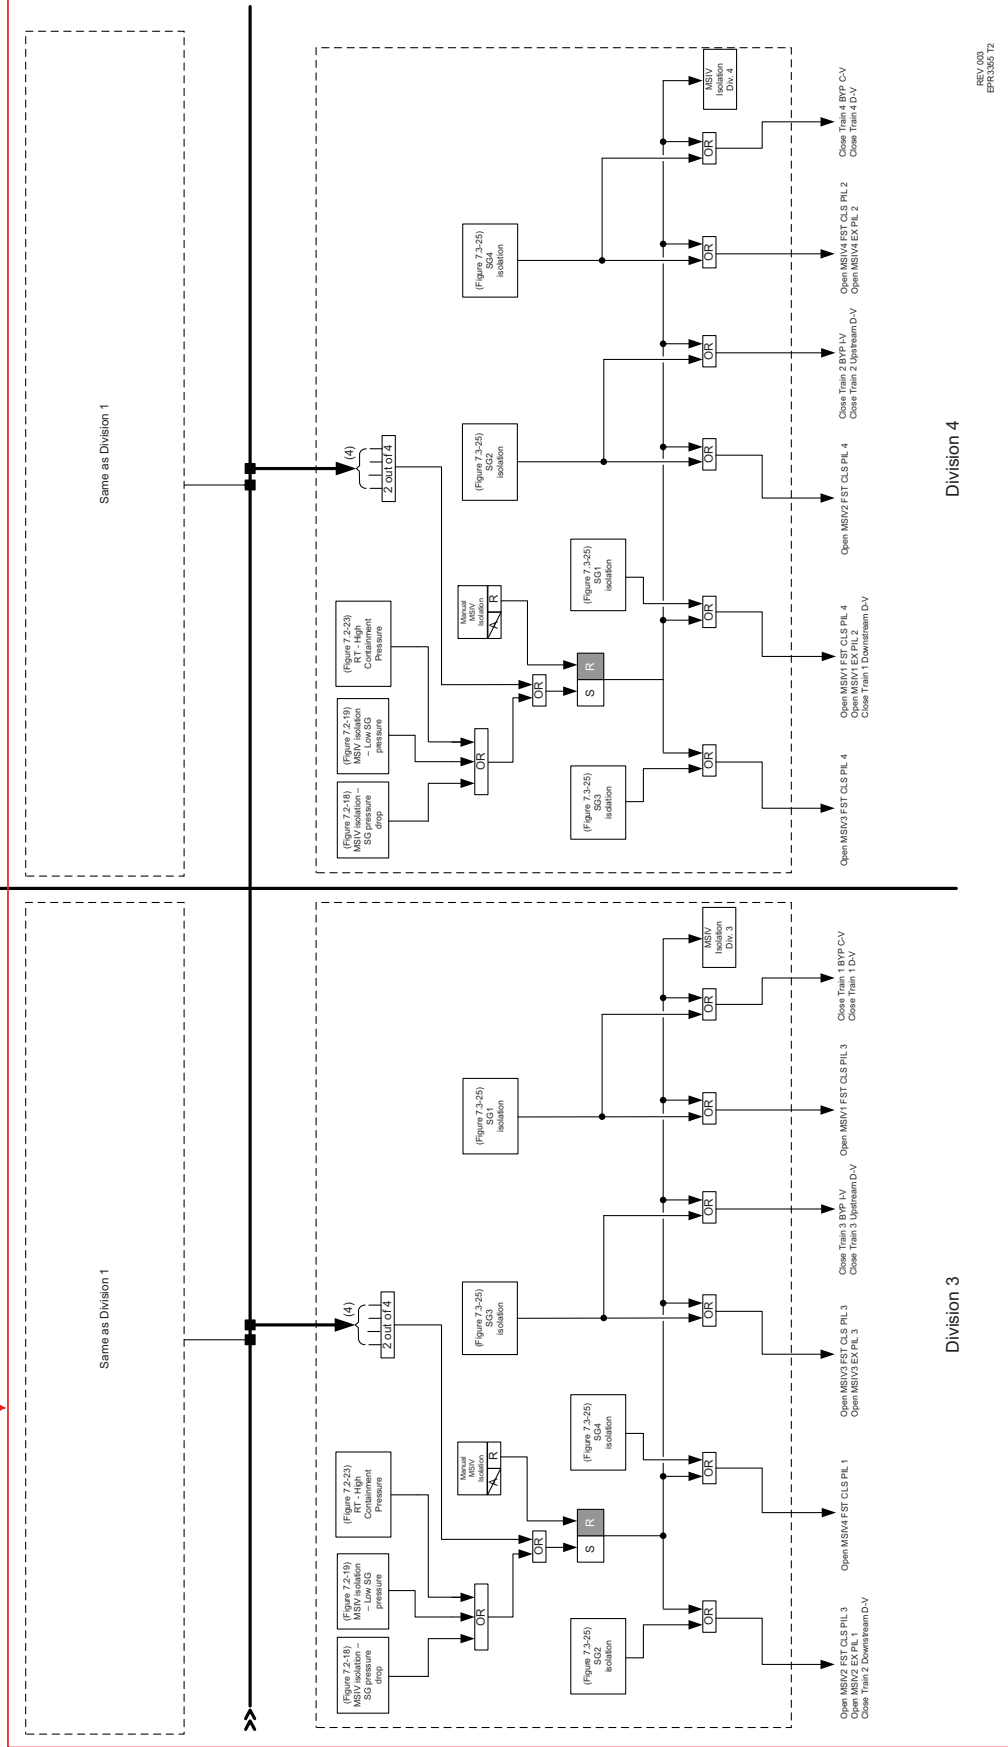 Same as Division 1
(Figure 7.2-18)
MSIV isolation –
SG pressure
drop
(Figure 7.2-19)
MSIV isolation
– Low SG
pressure
(Figure 7.2-23)
RT - High
Containment
Pressure
(4)
2 out of 4
OR
Manual
MSIV
Isolation
A R
OR
S R
(Figure 7.3-25)
SG3
isolation
(Figure 7.3-25)
SG1
isolation
(Figure 7.3-25)
SG2
isolation
(Figure 7.3-25)
SG4
isolation
OR
OR
OR
OR
OR
OR
MSIV
Isolation
Div. 3
Open MSIV2 FST CLS PIL 3
Open MSIV2 EX PIL 1
Close Train 2 Downstream D-V
Open MSIV4 FST CLS PIL 1
Open MSIV3 FST CLS PIL 3
Open MSIV3 EX PIL 3
Close Train 3 BYP I-V
Close Train 3 Upstream D-V
Open MSIV1 FST CLS PIL 3
Close Train 1 BYP C-V
Close Train 1 D-V
Division 3
Same as Division 1
(Figure 7.2-18)
MSIV isolation –
SG pressure
drop
(Figure 7.2-19)
MSIV isolation
– Low SG
pressure
(Figure 7.2-23)
RT - High
Containment
Pressure
(4)
2 out of 4
OR
Manual
MSIV
Isolation
A R
OR
S R
(Figure 7.3-25)
SG2
isolation
(Figure 7.3-25)
SG4
isolation
(Figure 7.3-25)
SG3
isolation
(Figure 7.3-25)
SG1
isolation
OR
OR
OR
OR
OR
OR
MSIV
Isolation
Div. 4
Open MSIV3 FST CLS PIL 4
Open MSIV1 FST CLS PIL 4
Open MSIV1 EX PIL 2
Close Train 1 Downstream D-V
Open MSIV2 FST CLS PIL 4
Close Train 2 BYP I-V
Close Train 2 Upstream D-V
Open MSIV4 FST CLS PIL 2
Open MSIV4 EX PIL 2
Close Train 4 BYP C-V
Close Train 4 D-V
Division 4
REV 003
EPR3355 T2